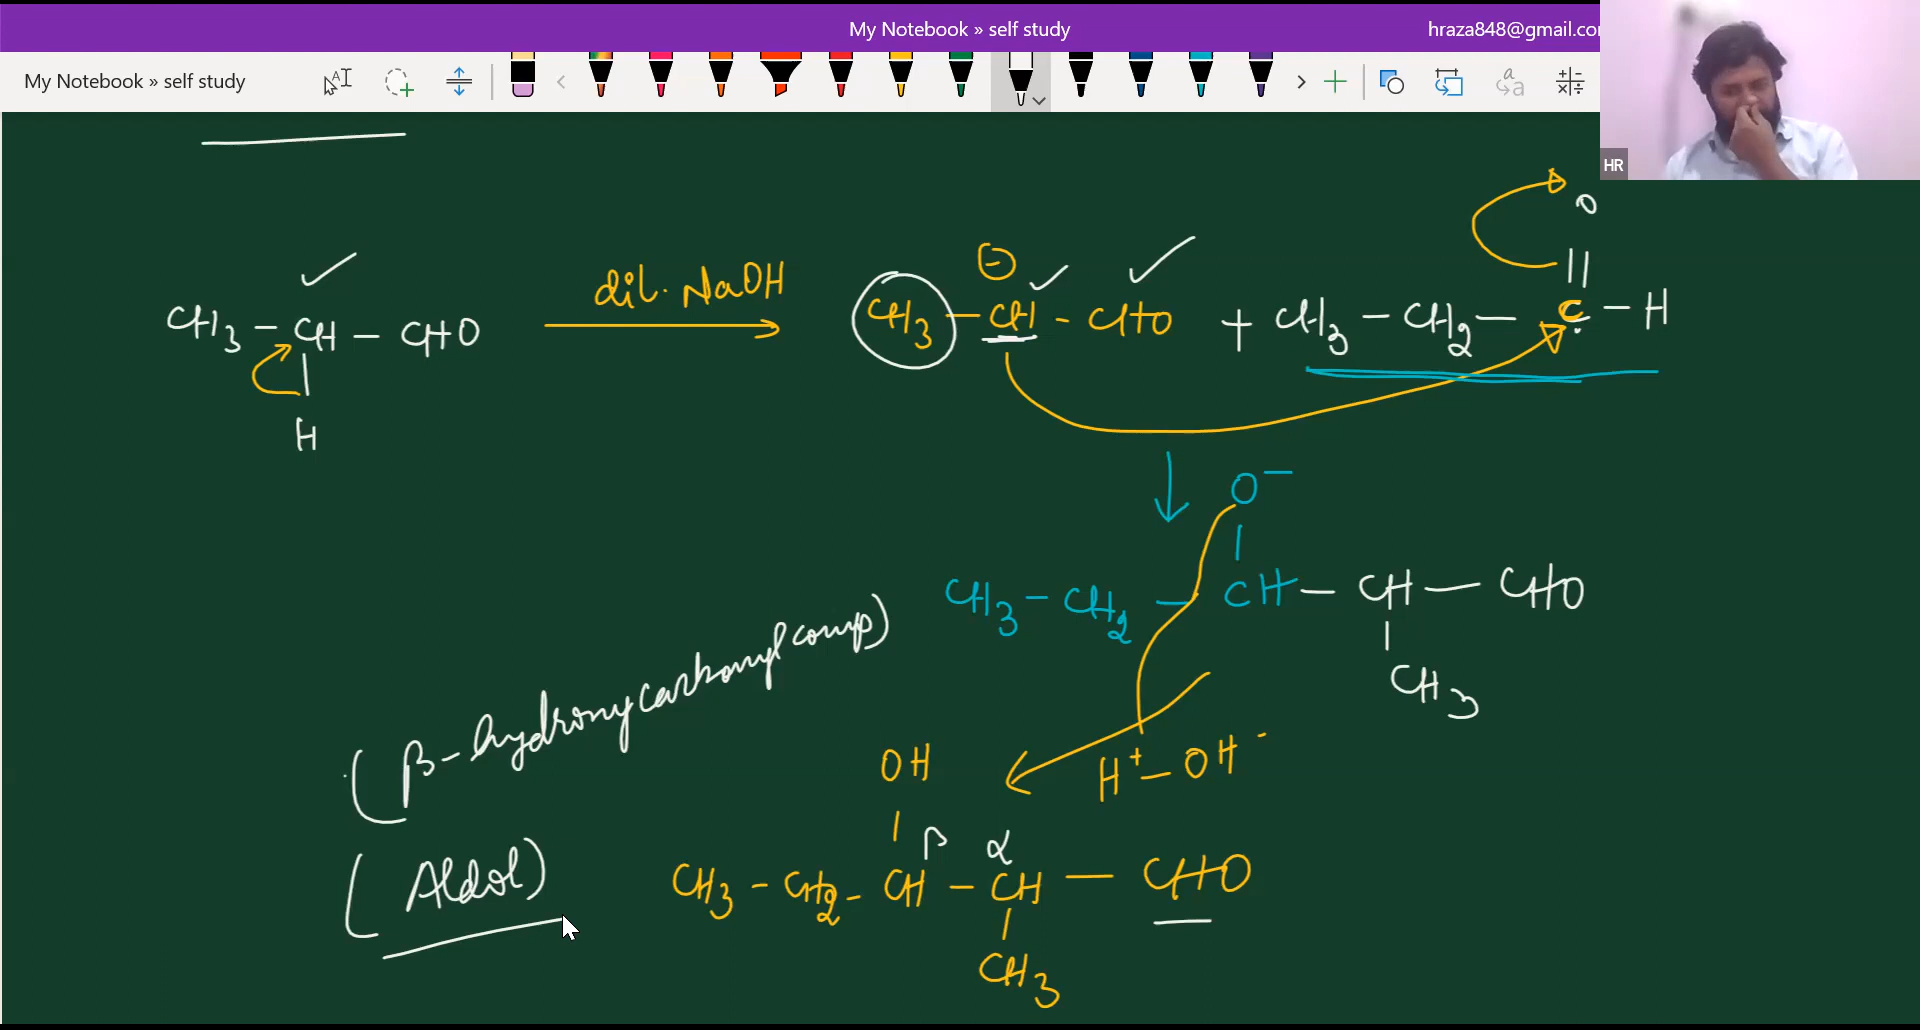 My Notebook » self study
hraza848@gmail.co
My Notebook » self study
HR
O
CH3 – CH – CHO
H
dil. NaOH
⊖
CH3 – CH – CHO + CH3 – CH2 – C – H
O–
CH3 – CH2 – CH – CH – CHO
CH3
(β-hydroxycarbonyl comp)
H+ – OH-
OH
β α
(Aldol)
CH3 – CH2 – CH – CH – CHO
CH3